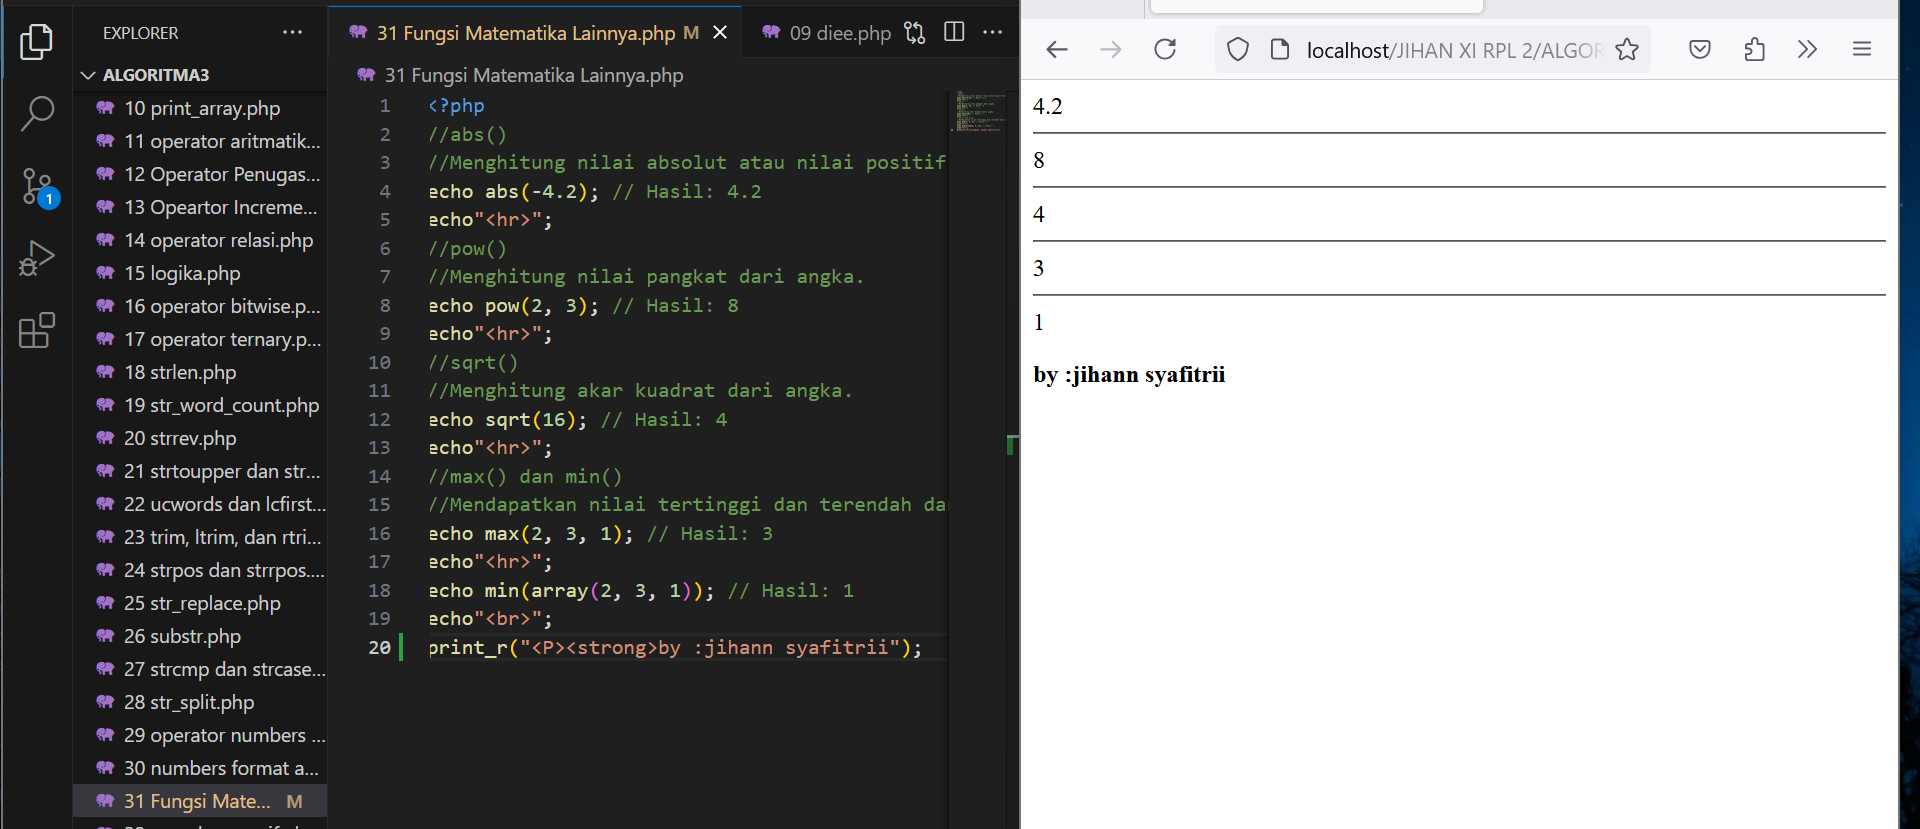 EXPLORER
ALGORITMA3
10 print_array.php
11 operator aritmatik...
12 Operator Penugas...
13 Opeartor Increme...
14 operator relasi.php
15 logika.php
16 operator bitwise.p...
17 operator ternary.p...
18 strlen.php
19 str_word_count.php
20 strrev.php
21 strtoupper dan str...
22 ucwords dan lcfirst...
23 trim, ltrim, dan rtri...
24 strpos dan strrpos....
25 str_replace.php
26 substr.php
27 strcmp dan strcase...
28 str_split.php
29 operator numbers ...
30 numbers format a...
31 Fungsi Mate... M
1
31 Fungsi Matematika Lainnya.php M
09 diee.php
31 Fungsi Matematika Lainnya.php
1 <?php
2 //abs()
3 //Menghitung nilai absolut atau nilai positif
4 echo abs(-4.2); // Hasil: 4.2
5 echo"<hr>";
6 //pow()
7 //Menghitung nilai pangkat dari angka.
8 echo pow(2, 3); // Hasil: 8
9 echo"<hr>";
10 //sqrt()
11 //Menghitung akar kuadrat dari angka.
12 echo sqrt(16); // Hasil: 4
13 echo"<hr>";
14 //max() dan min()
15 //Mendapatkan nilai tertinggi dan terendah da
16 echo max(2, 3, 1); // Hasil: 3
17 echo"<hr>";
18 echo min(array(2, 3, 1)); // Hasil: 1
19 echo"<br>";
20 print_r("<P><strong>by :jihann syafitrii");
localhost/JIHAN XI RPL 2/ALGOR
4.2
8
4
3
1
by :jihann syafitrii